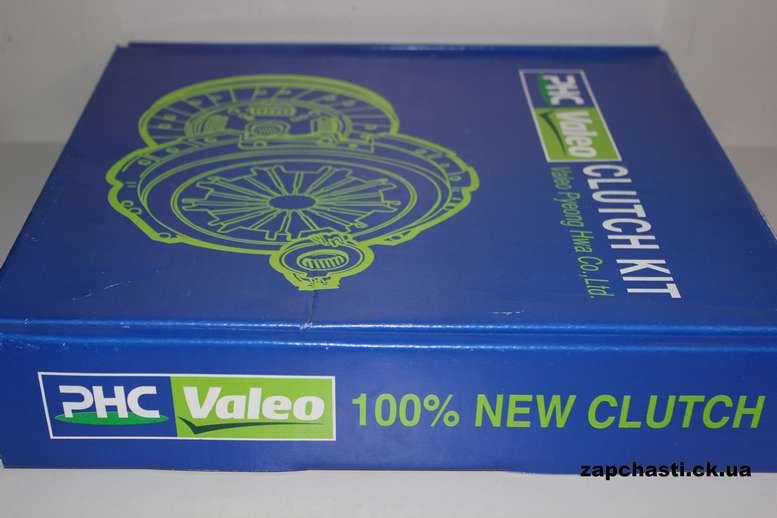 PHC Valeo
CLUTCH KIT
Valeo Pyeong Hwa Co.,Ltd.
PHC Valeo 100% NEW CLUTCH
zapchasti.ck.ua